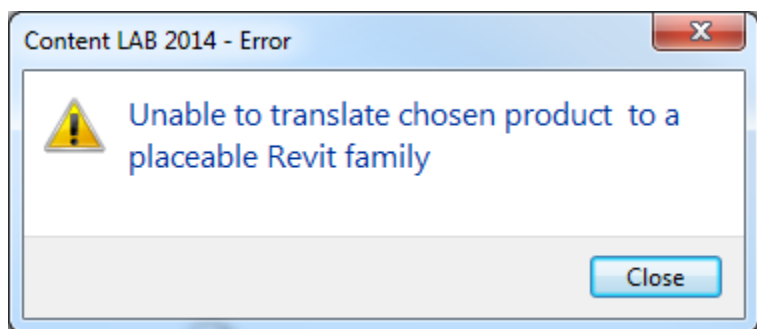 Content LAB 2014 - Error
Unable to translate chosen product  to a
placeable Revit family
Close